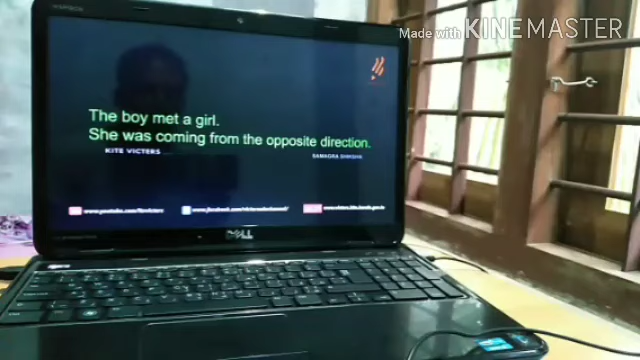 Made with KINEMASTER
The boy met a girl.
She was coming from the opposite direction.
KITE VICTERS
SAMAGRA SHIKSHA
DELL